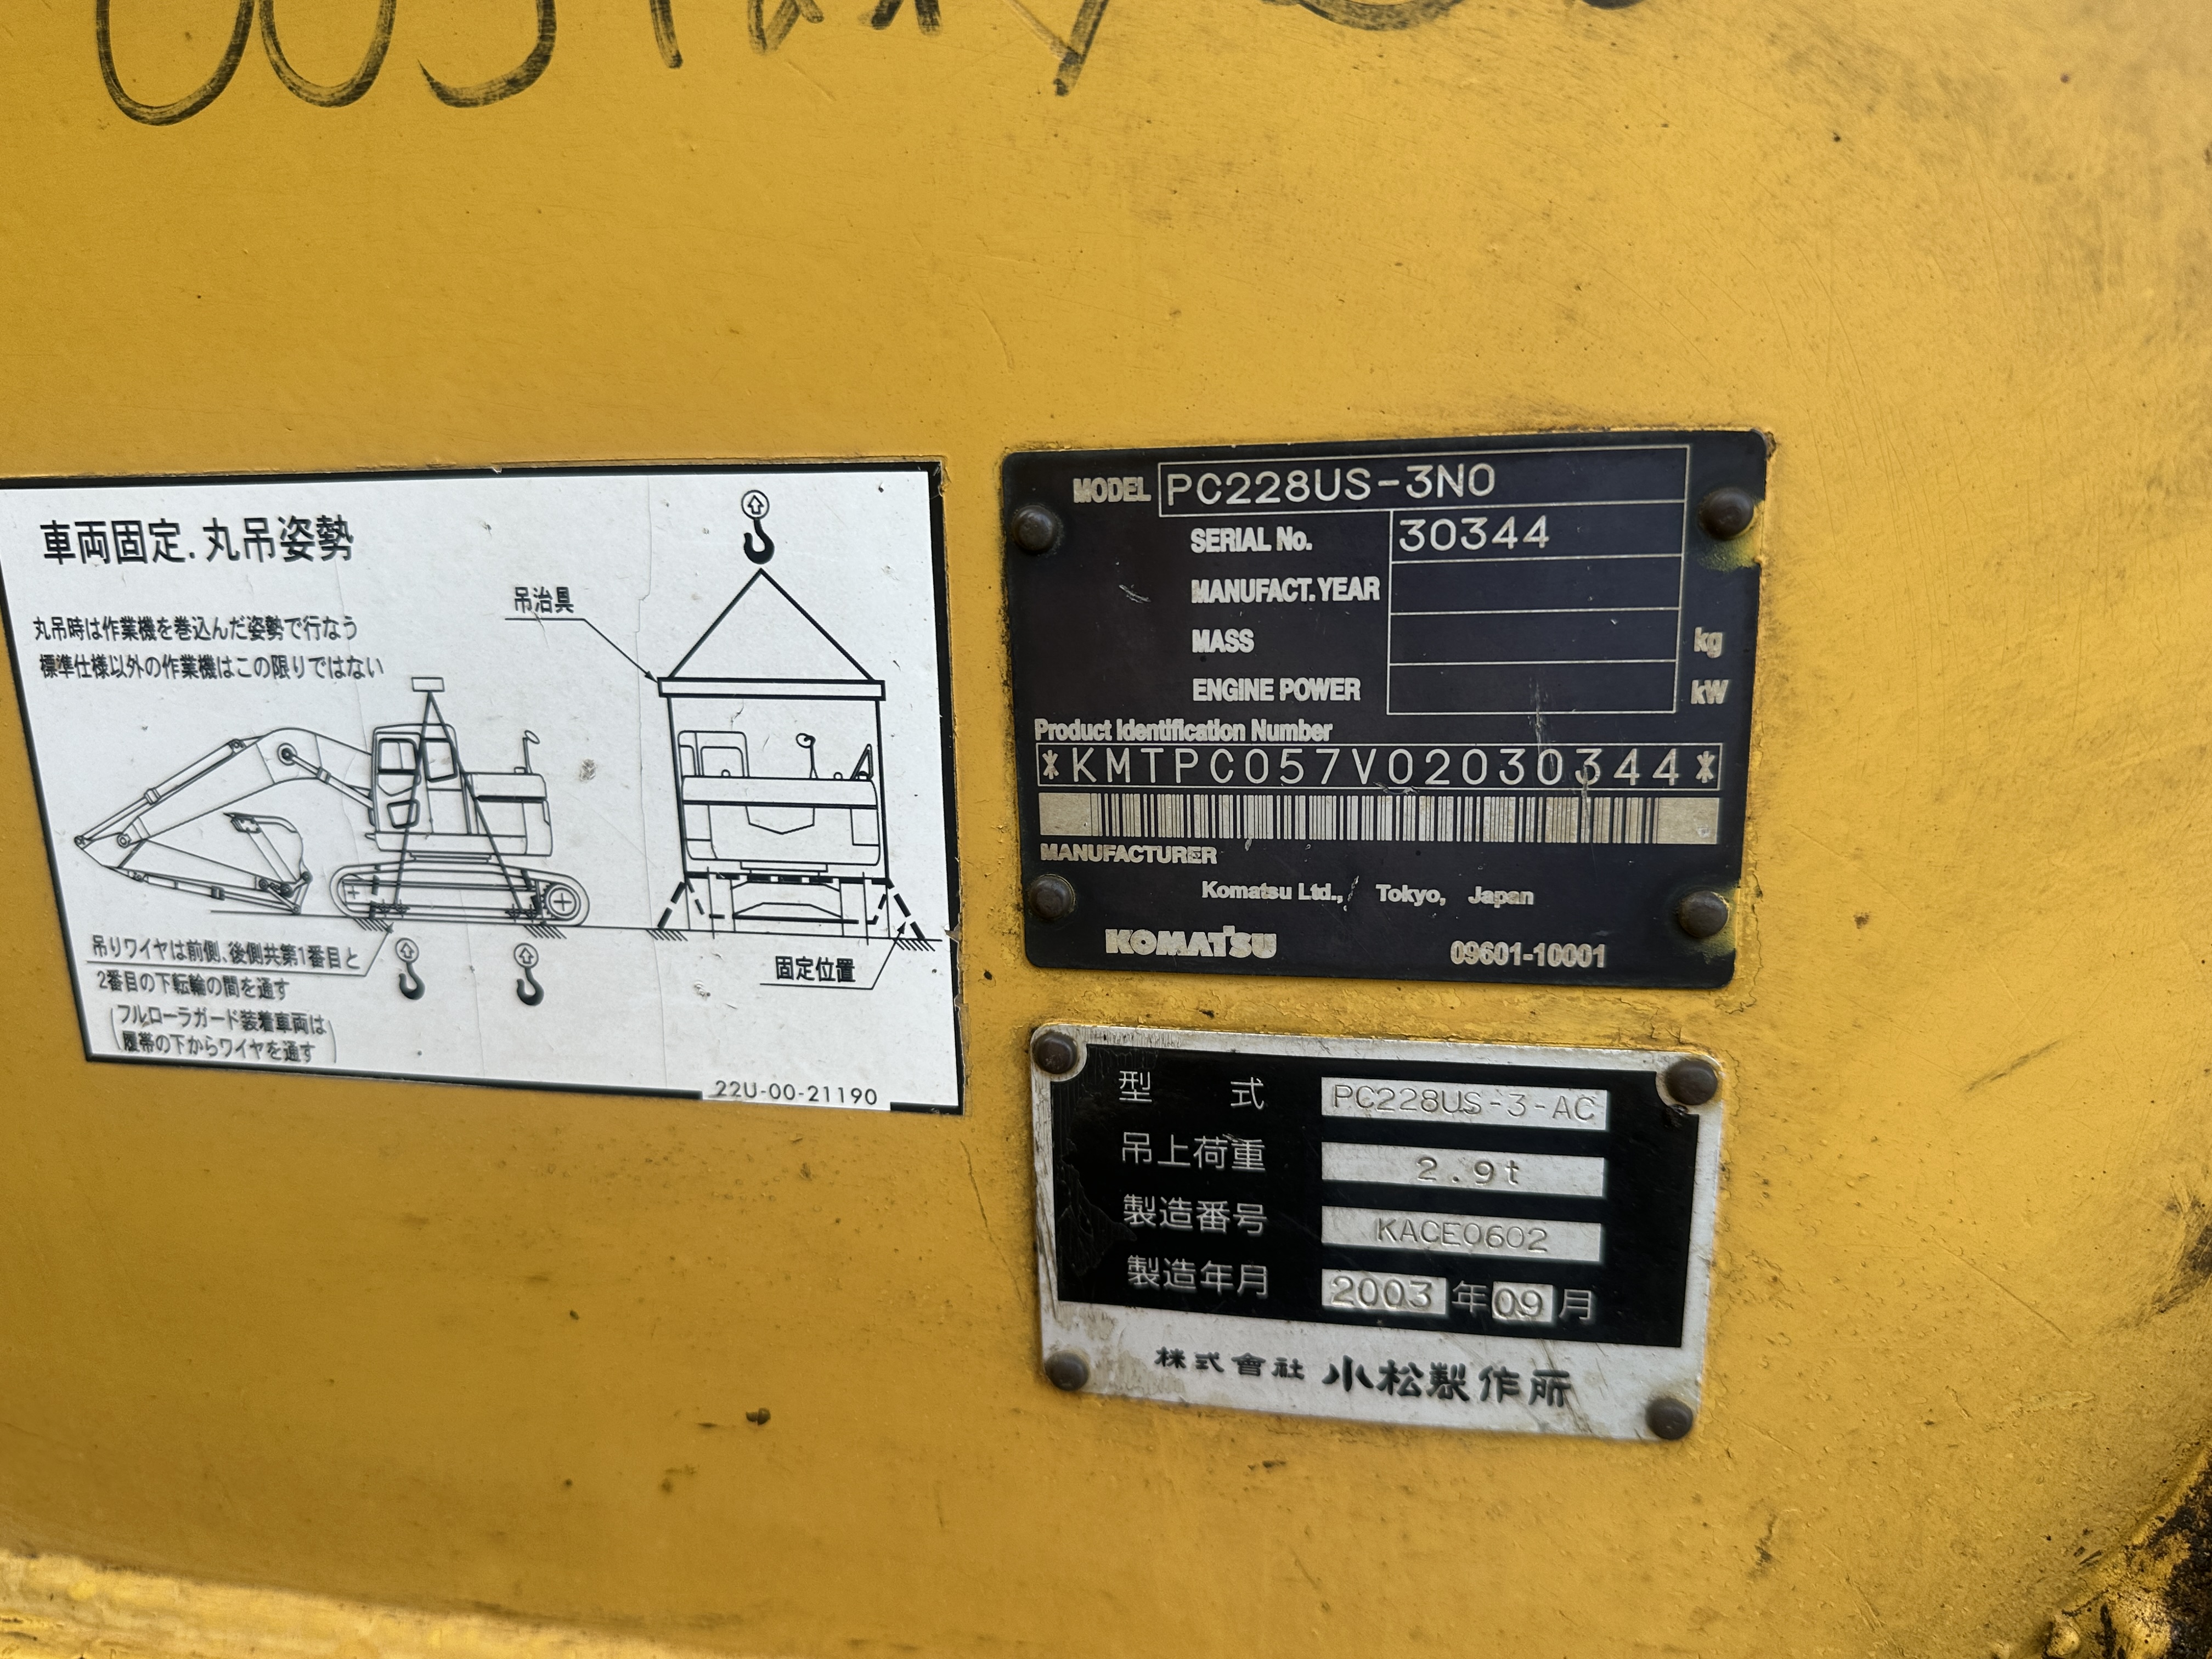 車両固定.丸吊姿勢
丸吊時は作業機を巻込んだ姿勢で行なう
標準仕様以外の作業機はこの限りではない
吊治具
吊りワイヤは前側、後側共第1番目と
2番目の下転輪の間を通す
(フルローラガード装着車両は
履帯の下からワイヤを通す)
固定位置
22U-00-21190
MODEL PC228US-3N0
SERIAL No. 30344
MANUFACT. YEAR
MASS kg
ENGINE POWER kW
Product Identification Number
*KMTPC057V02030344*
MANUFACTURER
Komatsu Ltd., Tokyo, Japan
KOMATSU 09601-10001
型式 PC228US-3-AC
吊上荷重 2.9t
製造番号 KACE0602
製造年月 2003年09月
株式會社 小松製作所